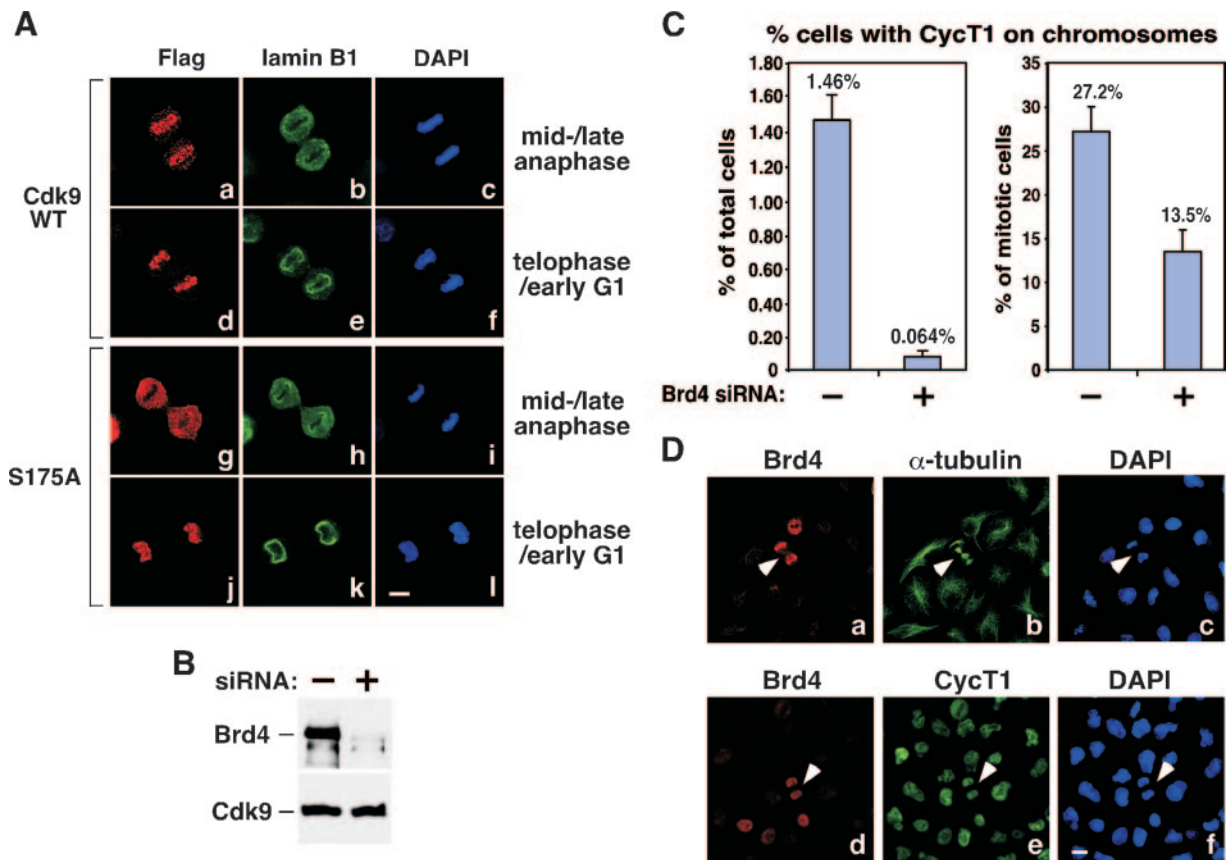 A
Flag lamin B1 DAPI
Cdk9 WT
a b c
mid-/late anaphase
d e f
telophase /early G1
S175A
g h i
mid-/late anaphase
j k l
telophase /early G1
B
siRNA: − +
Brd4 −
Cdk9 −
C
% cells with CycT1 on chromosomes
% of total cells
1.80
1.60
1.40
1.20
1.00
0.80
0.60
0.40
0.20
0
1.46%
0.064%
% of mitotic cells
35
30
25
20
15
10
5
0
27.2%
13.5%
Brd4 siRNA: − + − +
D
Brd4 α-tubulin DAPI
a b c
Brd4 CycT1 DAPI
d e f